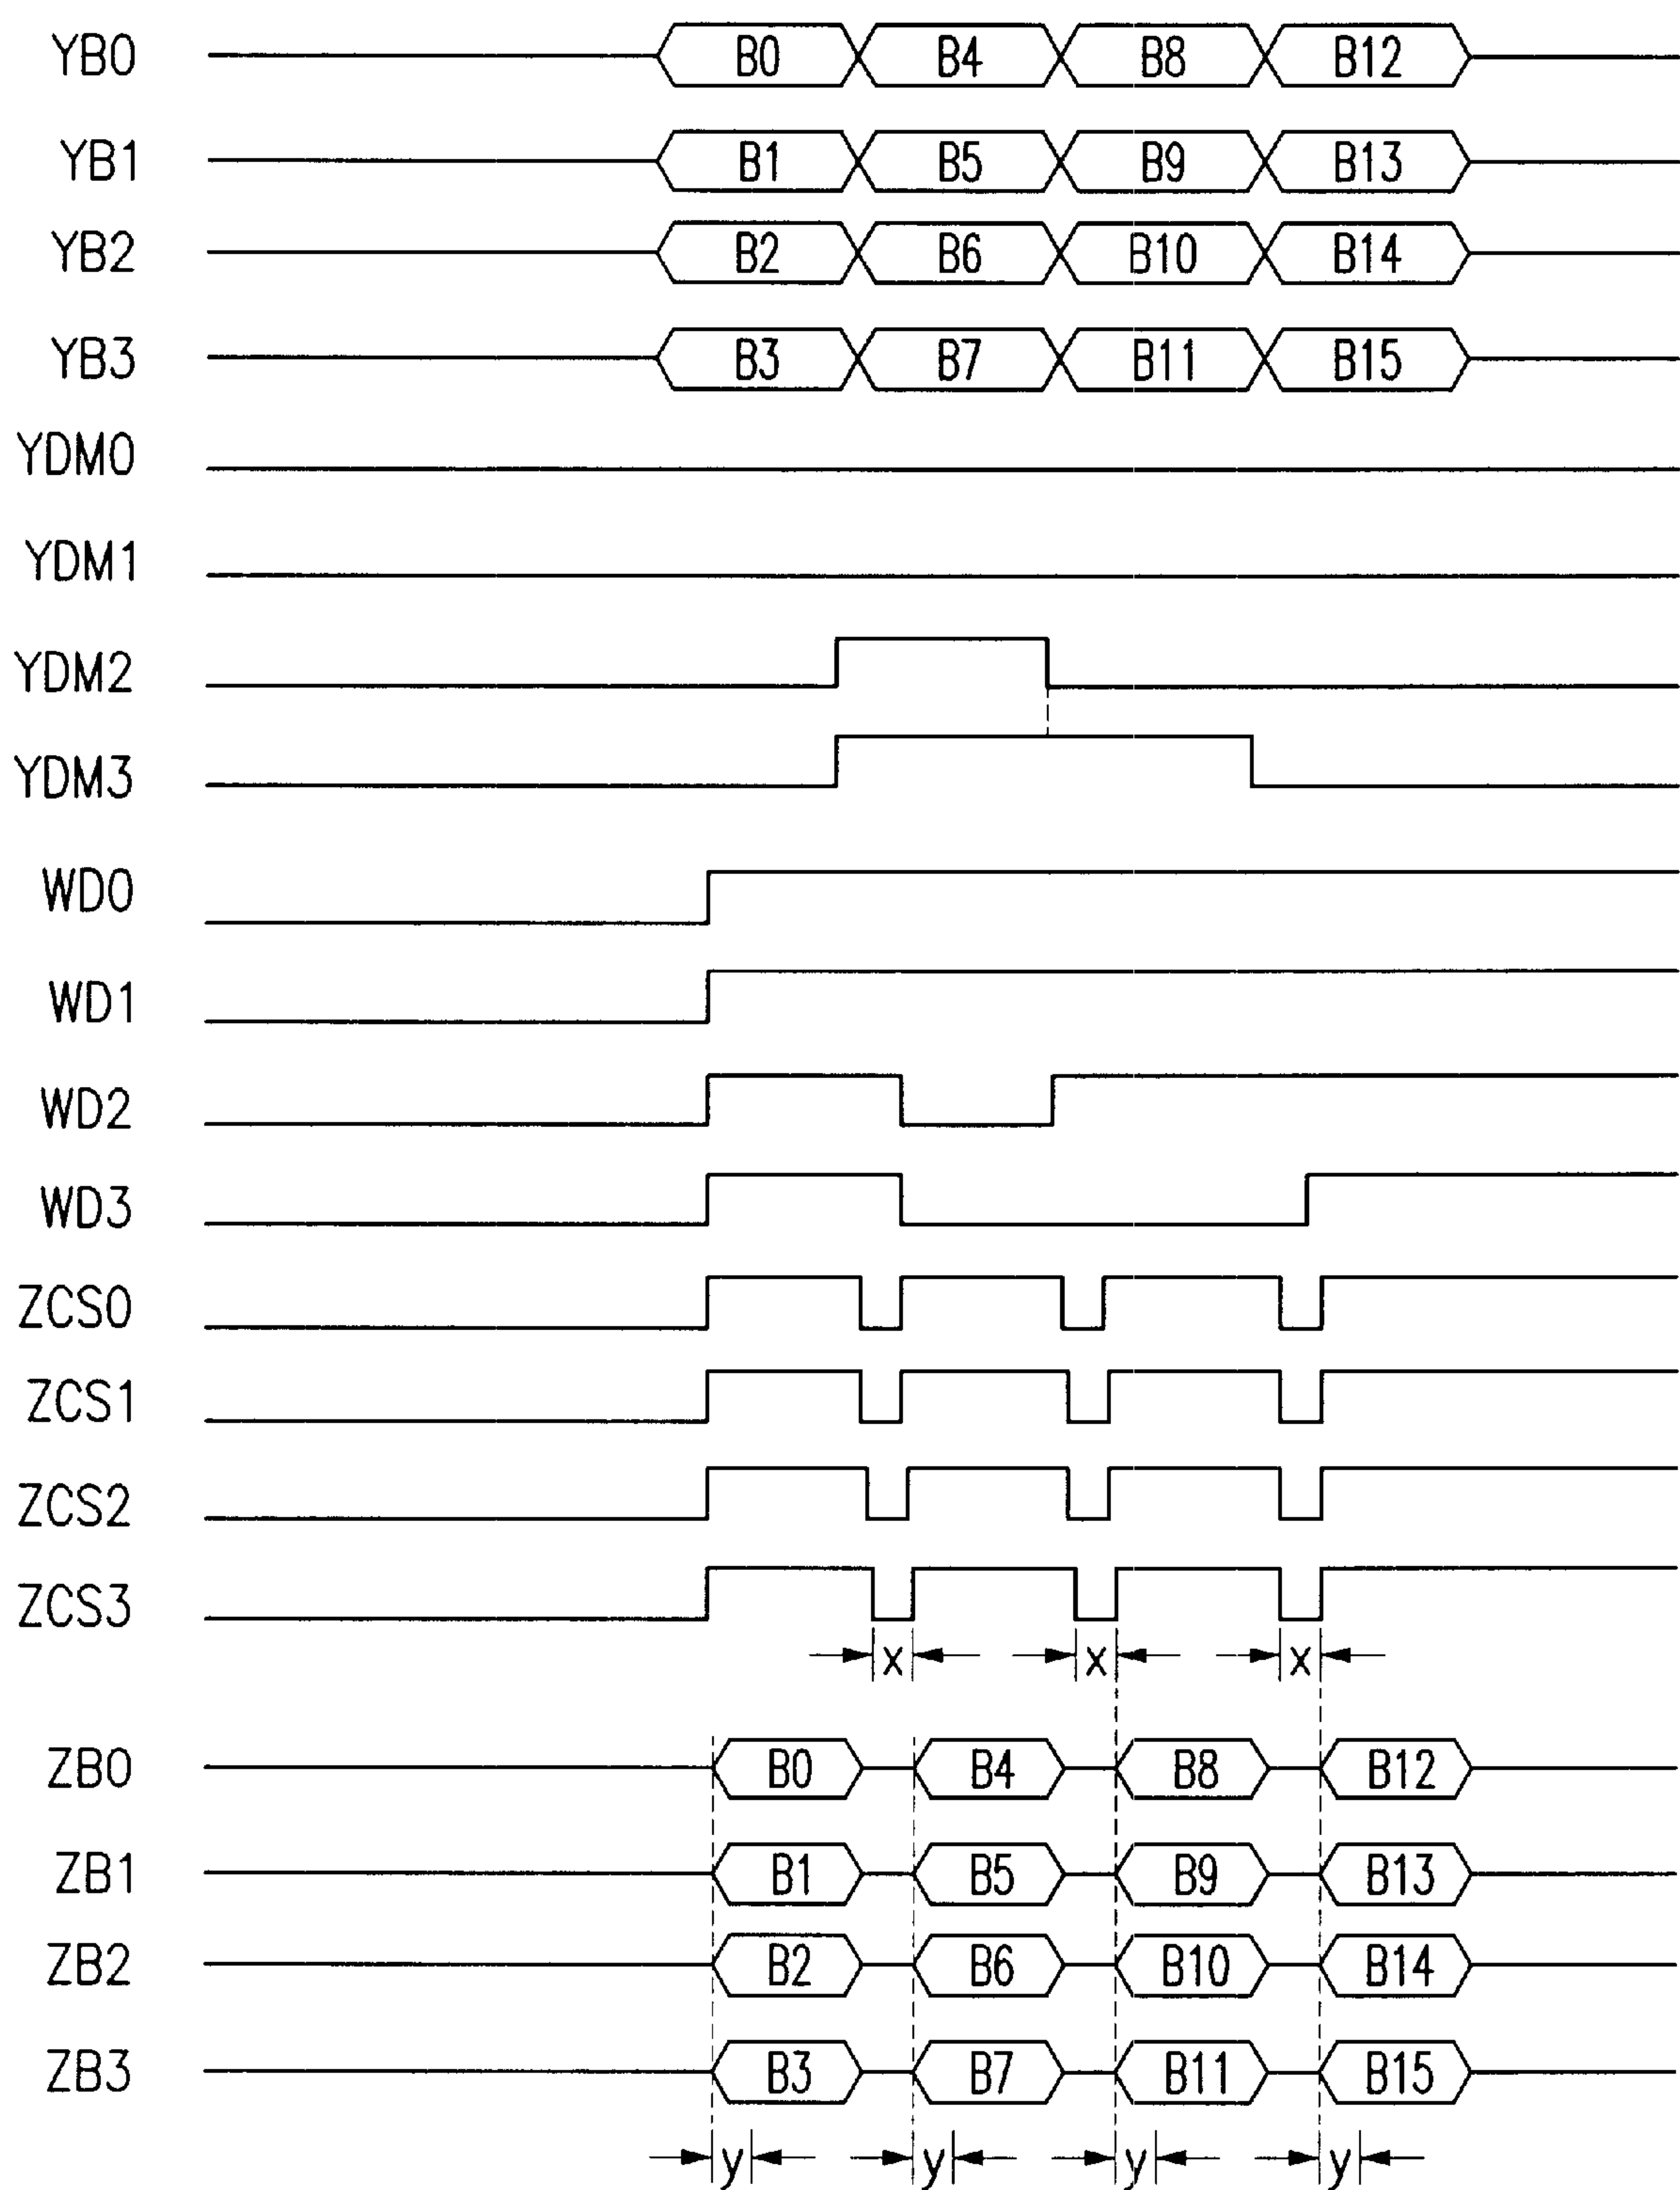 YB0 B0 B4 B8 B12
YB1 B1 B5 B9 B13
YB2 B2 B6 B10 B14
YB3 B3 B7 B11 B15
YDM0
YDM1
YDM2
YDM3
WD0
WD1
WD2
WD3
ZCS0
ZCS1
ZCS2
ZCS3
x x x
ZB0 B0 B4 B8 B12
ZB1 B1 B5 B9 B13
ZB2 B2 B6 B10 B14
ZB3 B3 B7 B11 B15
y y y y